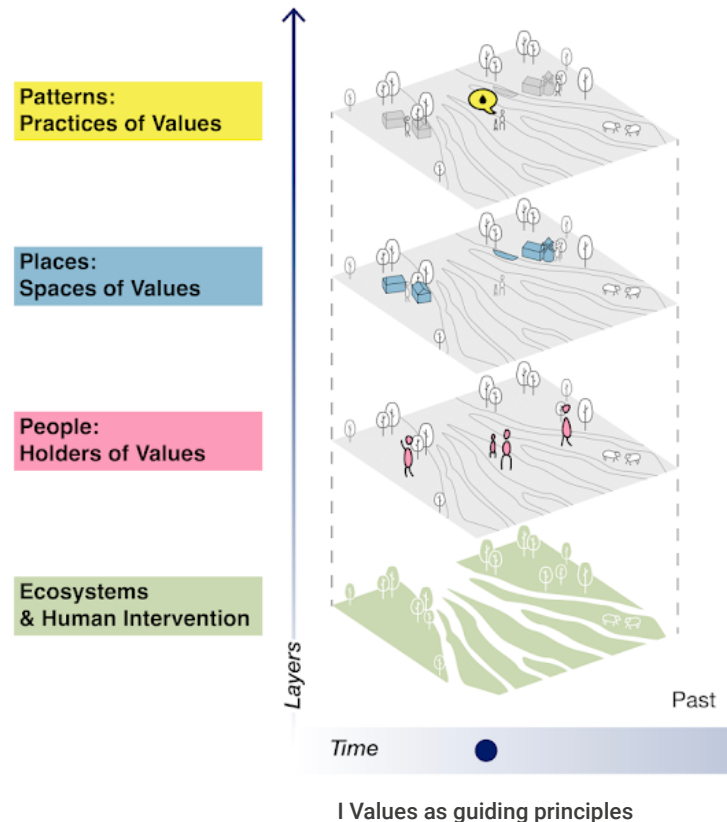 Patterns:
Practices of Values
Places:
Spaces of Values
People:
Holders of Values
Ecosystems
& Human Intervention
Layers
Past
Time
I Values as guiding principles